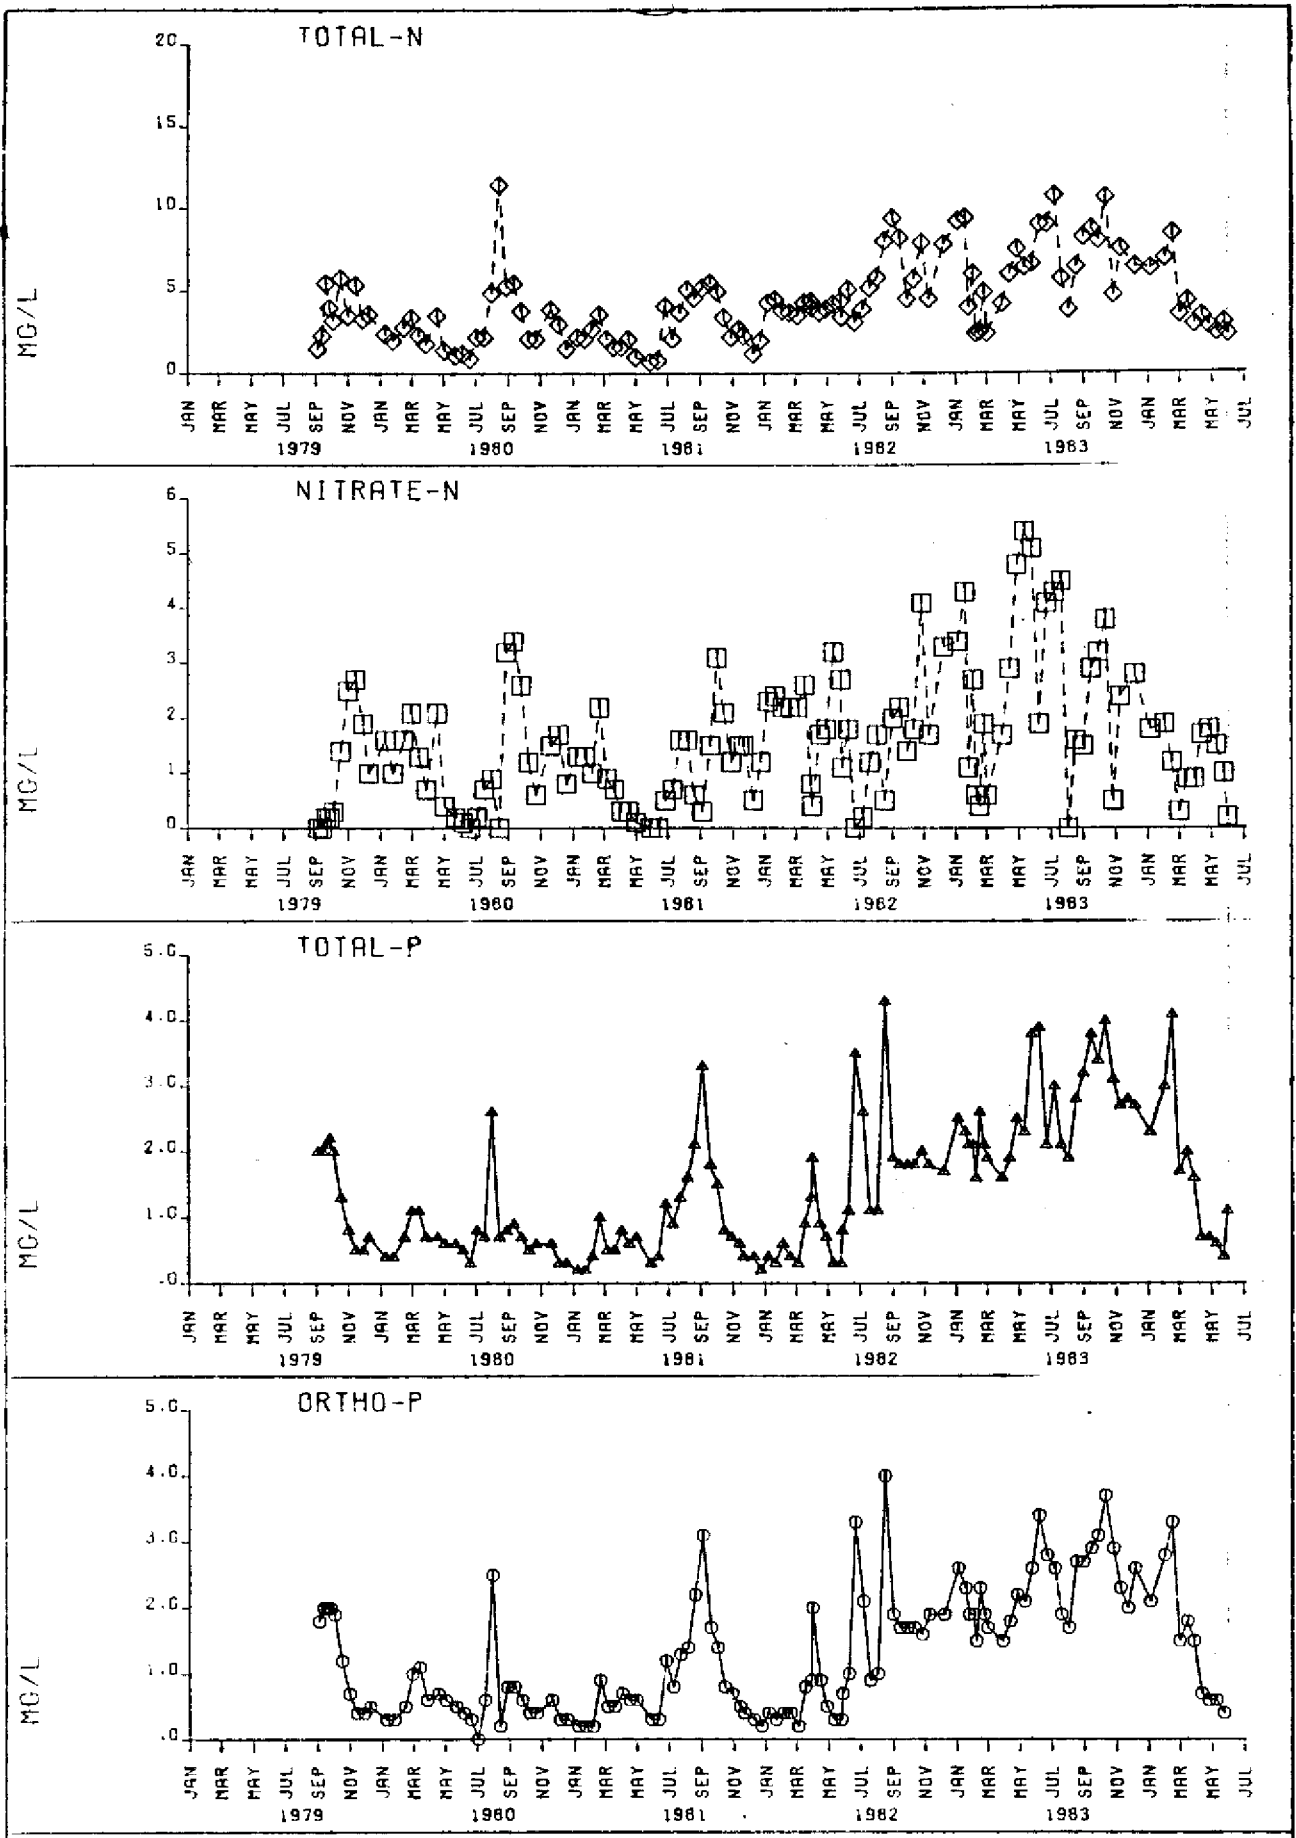 TOTAL-N
20
15
10
5
0
MG/L
JAN MAR MAY JUL SEP NOV JAN MAR MAY JUL SEP NOV JAN MAR MAY JUL SEP NOV JAN MAR MAY JUL SEP NOV JAN MAR MAY JUL SEP NOV JAN MAR MAY JUL
1979 1980 1981 1982 1983
NITRATE-N
6
5
4
3
2
1
0
MG/L
JAN MAR MAY JUL SEP NOV JAN MAR MAY JUL SEP NOV JAN MAR MAY JUL SEP NOV JAN MAR MAY JUL SEP NOV JAN MAR MAY JUL SEP NOV JAN MAR MAY JUL
1979 1980 1981 1982 1983
TOTAL-P
5.0
4.0
3.0
2.0
1.0
.0
MG/L
JAN MAR MAY JUL SEP NOV JAN MAR MAY JUL SEP NOV JAN MAR MAY JUL SEP NOV JAN MAR MAY JUL SEP NOV JAN MAR MAY JUL SEP NOV JAN MAR MAY JUL
1979 1980 1981 1982 1983
ORTHO-P
5.0
4.0
3.0
2.0
1.0
.0
MG/L
JAN MAR MAY JUL SEP NOV JAN MAR MAY JUL SEP NOV JAN MAR MAY JUL SEP NOV JAN MAR MAY JUL SEP NOV JAN MAR MAY JUL SEP NOV JAN MAR MAY JUL
1979 1980 1981 1982 1983